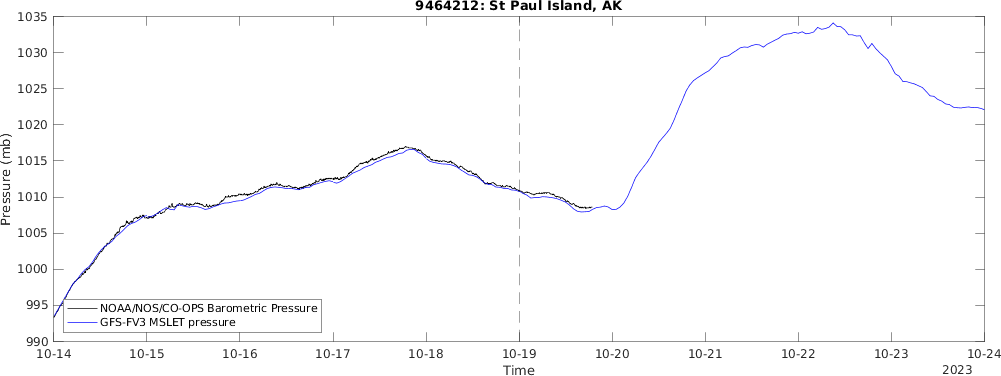 9464212: St Paul Island, AK
Pressure (mb)
1035
1030
1025
1020
1015
1010
1005
1000
995
990
NOAA/NOS/CO-OPS Barometric Pressure
GFS-FV3 MSLET pressure
10-14 10-15 10-16 10-17 10-18 10-19 10-20 10-21 10-22 10-23 10-24
Time
2023